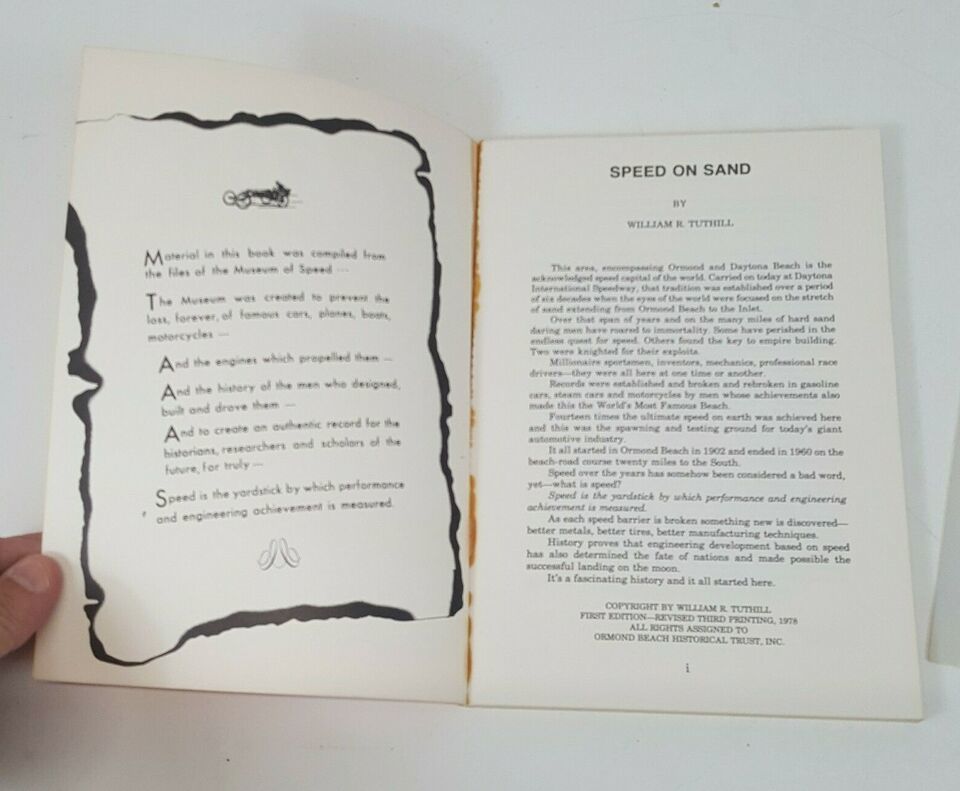 Material in this book was compiled from
the files of the Museum of Speed ---
The Museum was created to prevent the
loss, forever, of famous cars, planes, boats,
motorcycles ---
And the engines which propelled them ---
And the history of the men who designed,
built and drove them ---
And to create an authentic record for the
historians, researchers and scholars of the
future, for truly ---
Speed is the yardstick by which performance
and engineering achievement is measured.
SPEED ON SAND
BY
WILLIAM R. TUTHILL
This area, encompassing Ormond and Daytona Beach is the
acknowledged speed capital of the world. Carried on today at Daytona
International Speedway, that tradition was established over a period
of six decades when the eyes of the world were focused on the stretch
of sand extending from Ormond Beach to the Inlet.
Over that span of years and on the many miles of hard sand
daring men have roared to immortality. Some have perished in the
endless quest for speed. Others found the key to empire building.
Two were knighted for their exploits.
Millionaire sportsmen, inventors, mechanics, professional race
drivers—they were all here at one time or another.
Records were established and broken and rebroken in gasoline
cars, steam cars and motorcycles by men whose achievements also
made this the World's Most Famous Beach.
Fourteen times the ultimate speed on earth was achieved here
and this was the spawning and testing ground for today's giant
automotive industry.
It all started in Ormond Beach in 1902 and ended in 1960 on the
beach-road course twenty miles to the South.
Speed over the years has somehow been considered a bad word,
yet—what is speed?
Speed is the yardstick by which performance and engineering
achievement is measured.
As each speed barrier is broken something new is discovered—
better metals, better tires, better manufacturing techniques.
History proves that engineering development based on speed
has also determined the fate of nations and made possible the
successful landing on the moon.
It's a fascinating history and it all started here.
COPYRIGHT BY WILLIAM R. TUTHILL
FIRST EDITION—REVISED THIRD PRINTING, 1978
ALL RIGHTS ASSIGNED TO
ORMOND BEACH HISTORICAL TRUST, INC.
i